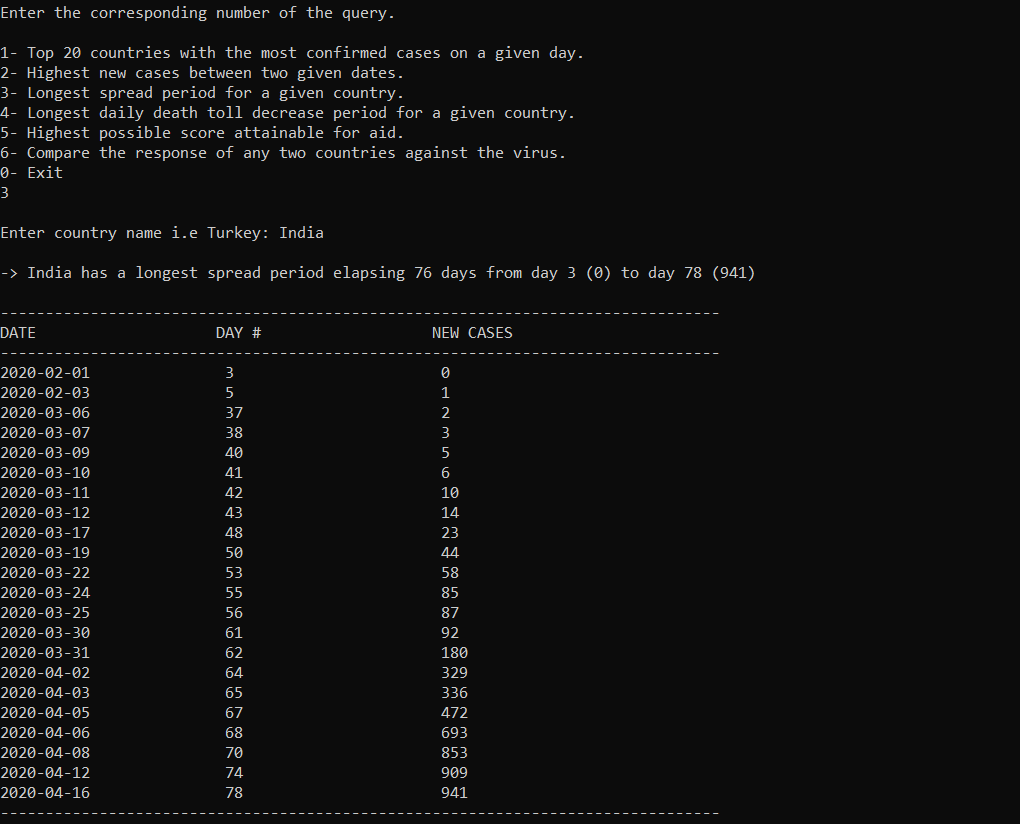 Enter the corresponding number of the query.
1- Top 20 countries with the most confirmed cases on a given day.
2- Highest new cases between two given dates.
3- Longest spread period for a given country.
4- Longest daily death toll decrease period for a given country.
5- Highest possible score attainable for aid.
6- Compare the response of any two countries against the virus.
0- Exit
3
Enter country name i.e Turkey: India
-> India has a longest spread period elapsing 76 days from day 3 (0) to day 78 (941)
--------------------------------------------------------------------------------
DATE                    DAY #                   NEW CASES
--------------------------------------------------------------------------------
2020-02-01               3                       0
2020-02-03               5                       1
2020-03-06               37                      2
2020-03-07               38                      3
2020-03-09               40                      5
2020-03-10               41                      6
2020-03-11               42                      10
2020-03-12               43                      14
2020-03-17               48                      23
2020-03-19               50                      44
2020-03-22               53                      58
2020-03-24               55                      85
2020-03-25               56                      87
2020-03-30               61                      92
2020-03-31               62                      180
2020-04-02               64                      329
2020-04-03               65                      336
2020-04-05               67                      472
2020-04-06               68                      693
2020-04-08               70                      853
2020-04-12               74                      909
2020-04-16               78                      941
--------------------------------------------------------------------------------